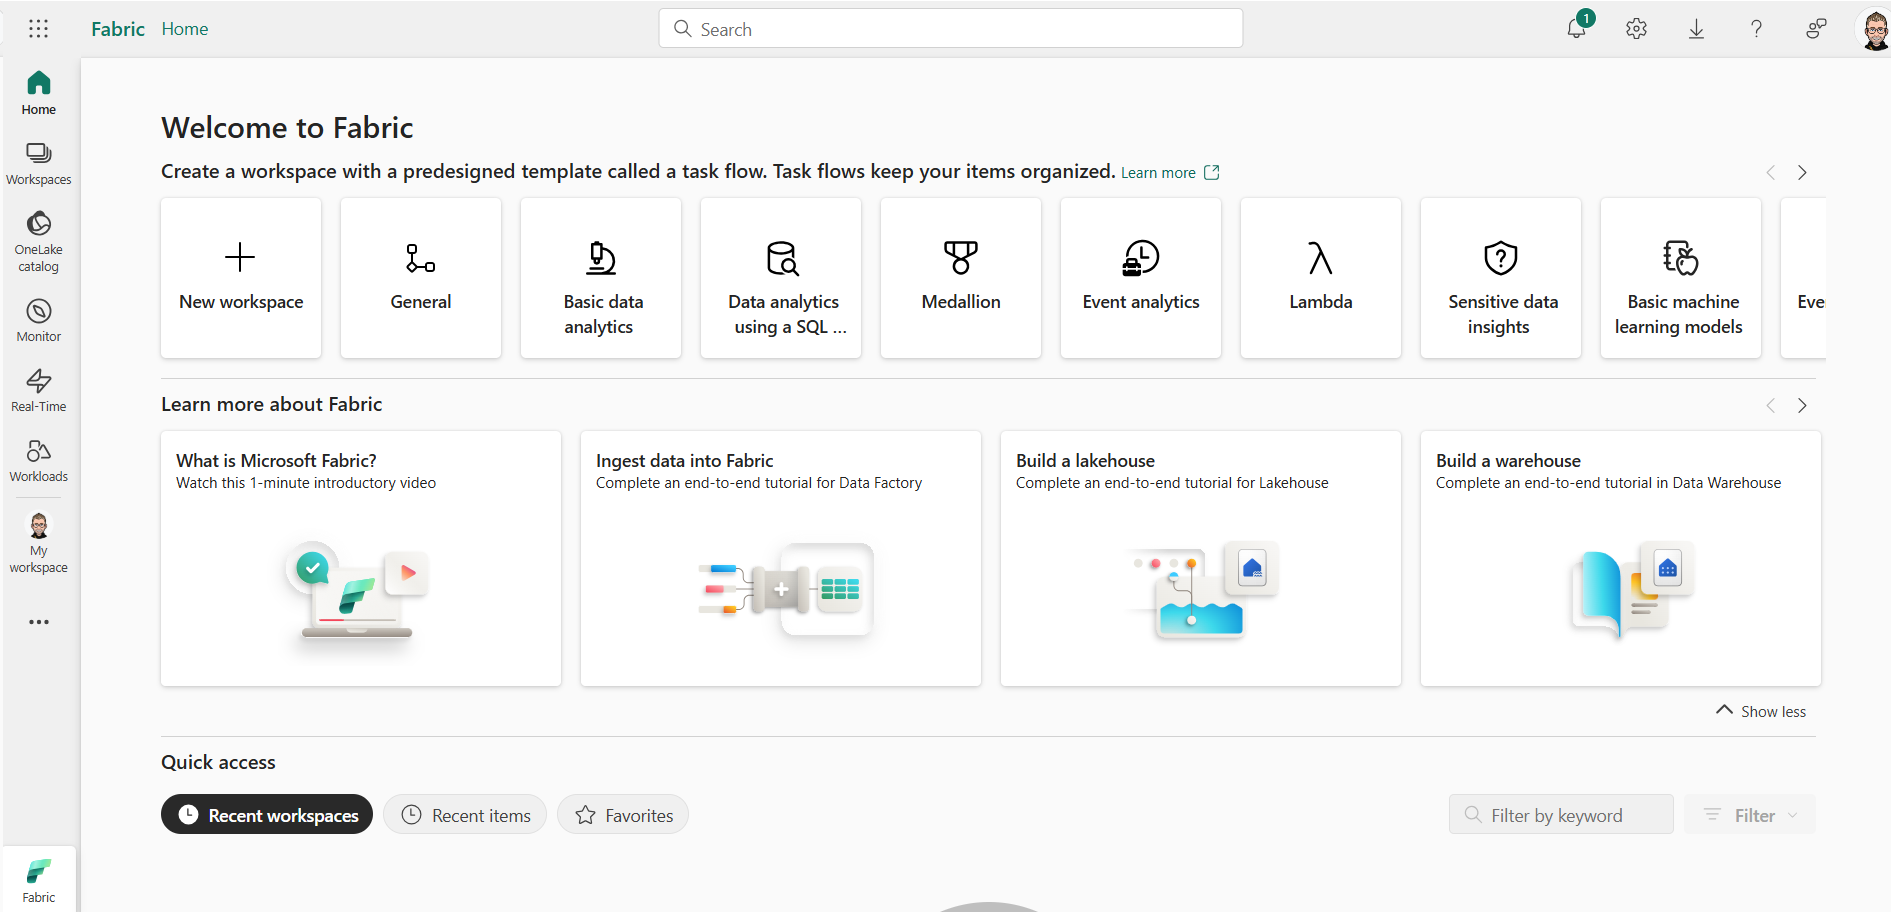 Fabric Home
Search
1
Home
Workspaces
OneLake
catalog
Monitor
Real-Time
Workloads
My
workspace
Fabric
Welcome to Fabric
Create a workspace with a predesigned template called a task flow. Task flows keep your items organized. Learn more
New workspace
General
Basic data
analytics
Data analytics
using a SQL ...
Medallion
Event analytics
Lambda
Sensitive data
insights
Basic machine
learning models
Eve
Learn more about Fabric
What is Microsoft Fabric?
Watch this 1-minute introductory video
Ingest data into Fabric
Complete an end-to-end tutorial for Data Factory
Build a lakehouse
Complete an end-to-end tutorial for Lakehouse
Build a warehouse
Complete an end-to-end tutorial in Data Warehouse
Show less
Quick access
Recent workspaces
Recent items
Favorites
Filter by keyword
Filter